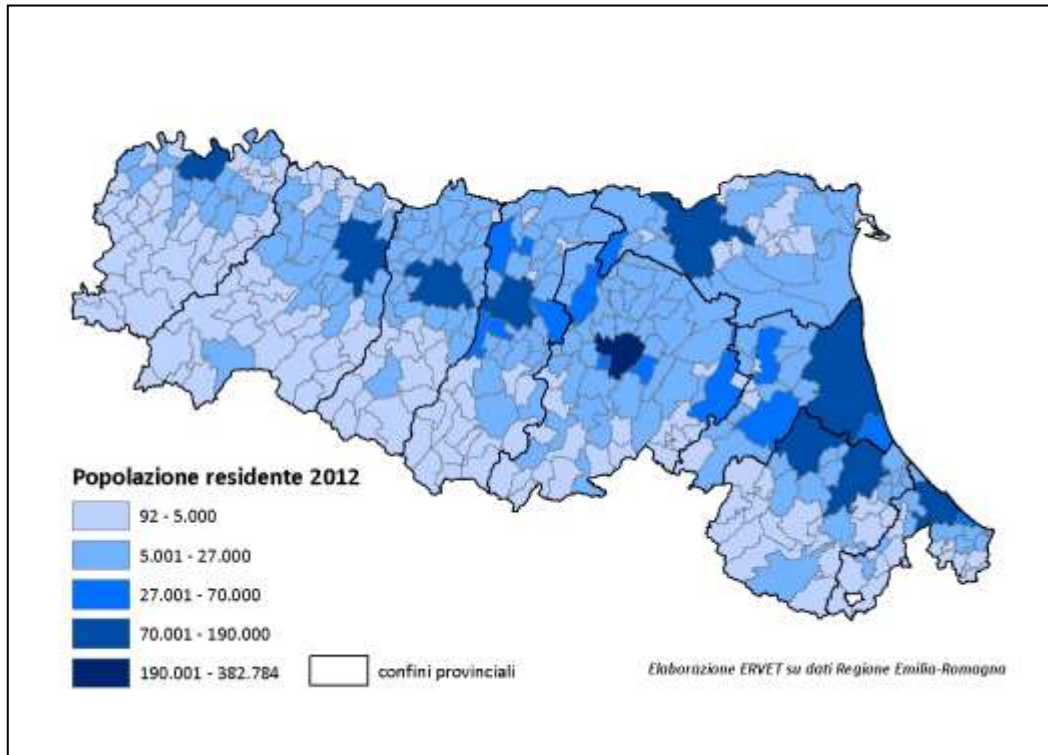 Popolazione residente 2012
92 - 5.000
5.001 - 27.000
27.001 - 70.000
70.001 - 190.000
190.001 - 382.784
confini provinciali
Elaborazione ERVET su dati Regione Emilia-Romagna